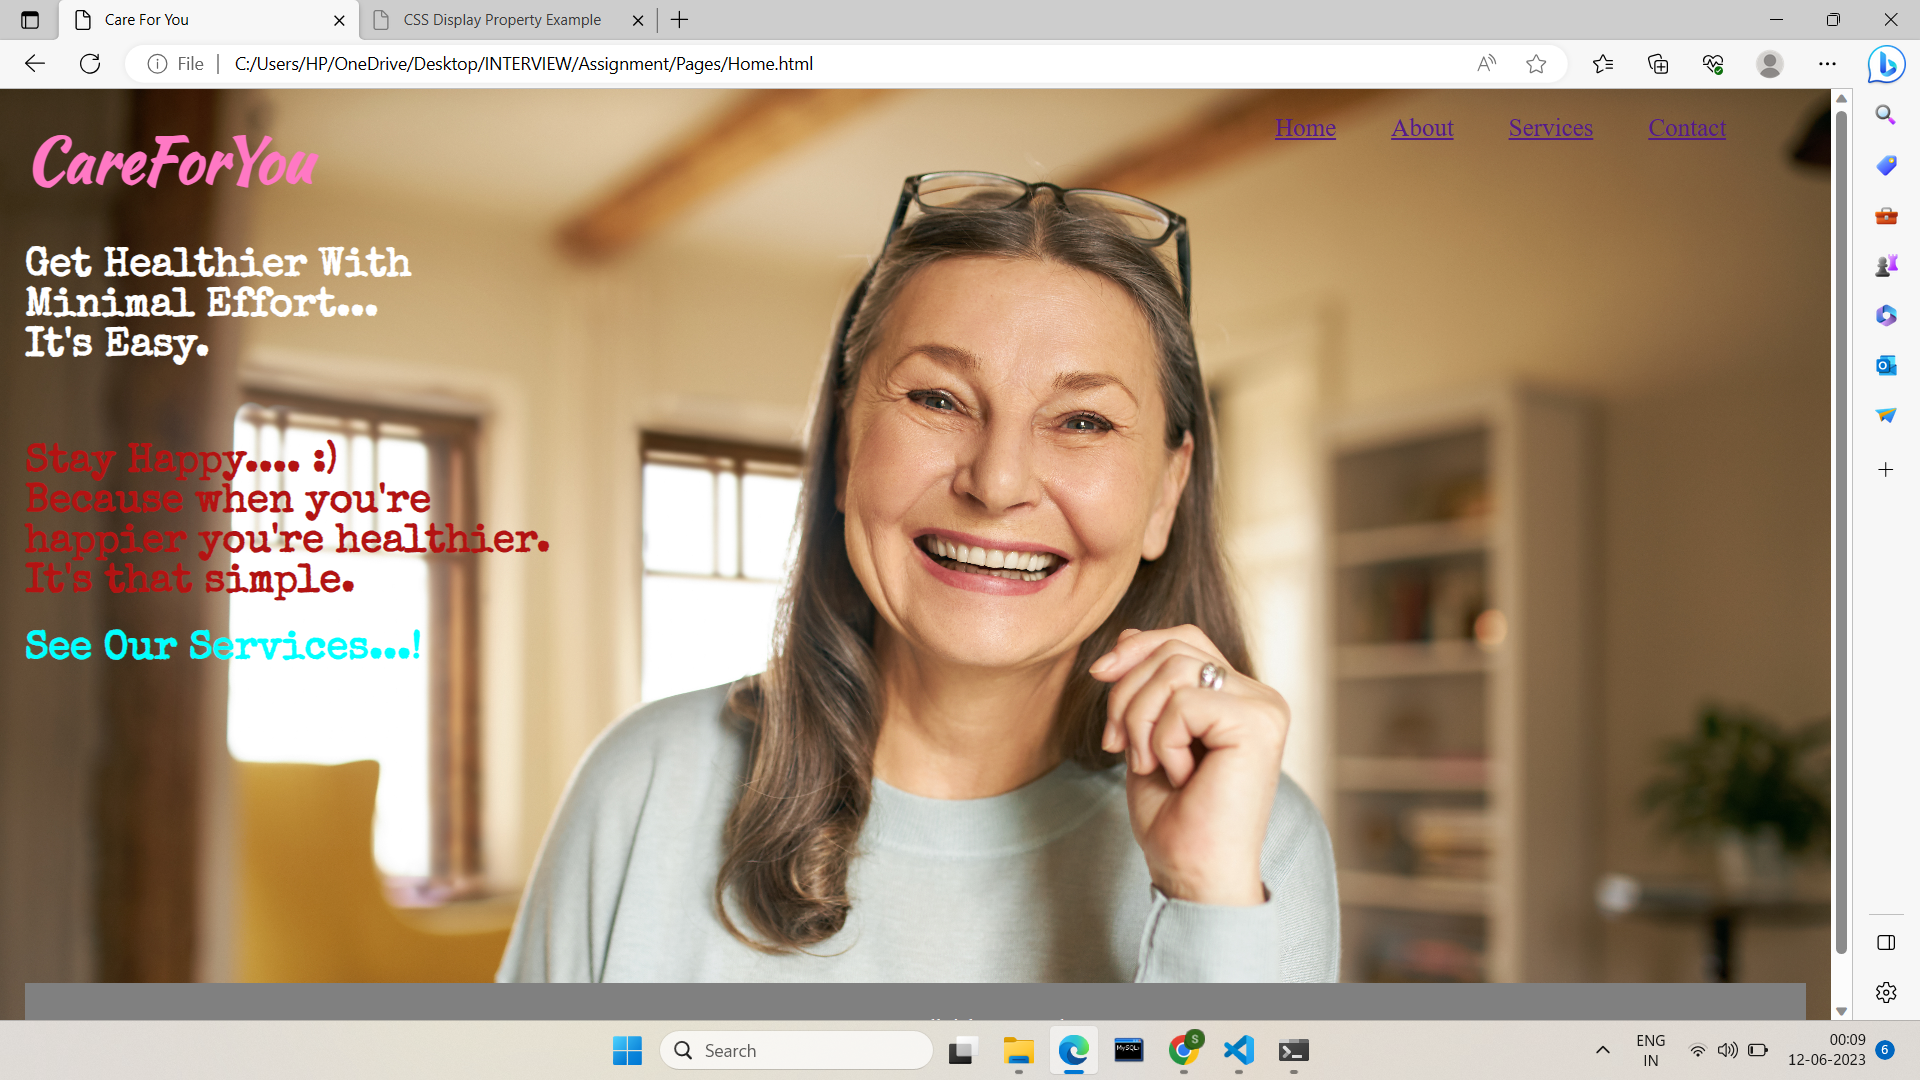 Care For You
CSS Display Property Example
File
C:/Users/HP/OneDrive/Desktop/INTERVIEW/Assignment/Pages/Home.html
Home About Services Contact
CareForYou
Get Healthier With
Minimal Effort...
It's Easy.
Stay Happy.... :)
Because when you're
happier you're healthier.
It's that simple.
See Our Services...!
Search
MySQL
S
ENG
IN
00:09
12-06-2023
6